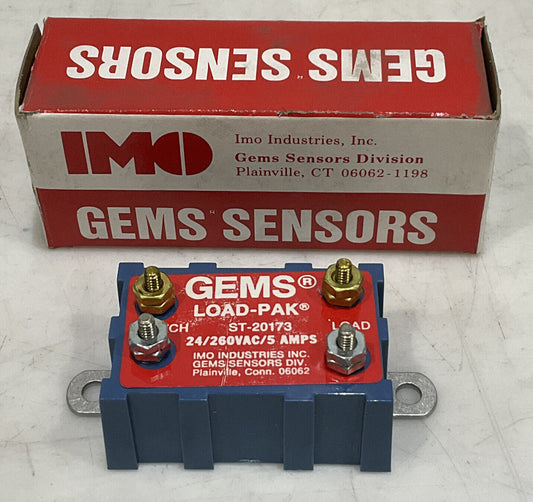 GEMS" SENSORS
IMO
Imo Industries, Inc.
Gems Sensors Division
Plainville, CT 06062-1198
GEMS" SENSORS
GEMS®
LOAD-PAK®
ST-20173
LOAD
24/260VAC/5 AMPS
IMO INDUSTRIES INC.
GEMS SENSORS DIV.
Plainville, Conn. 06062